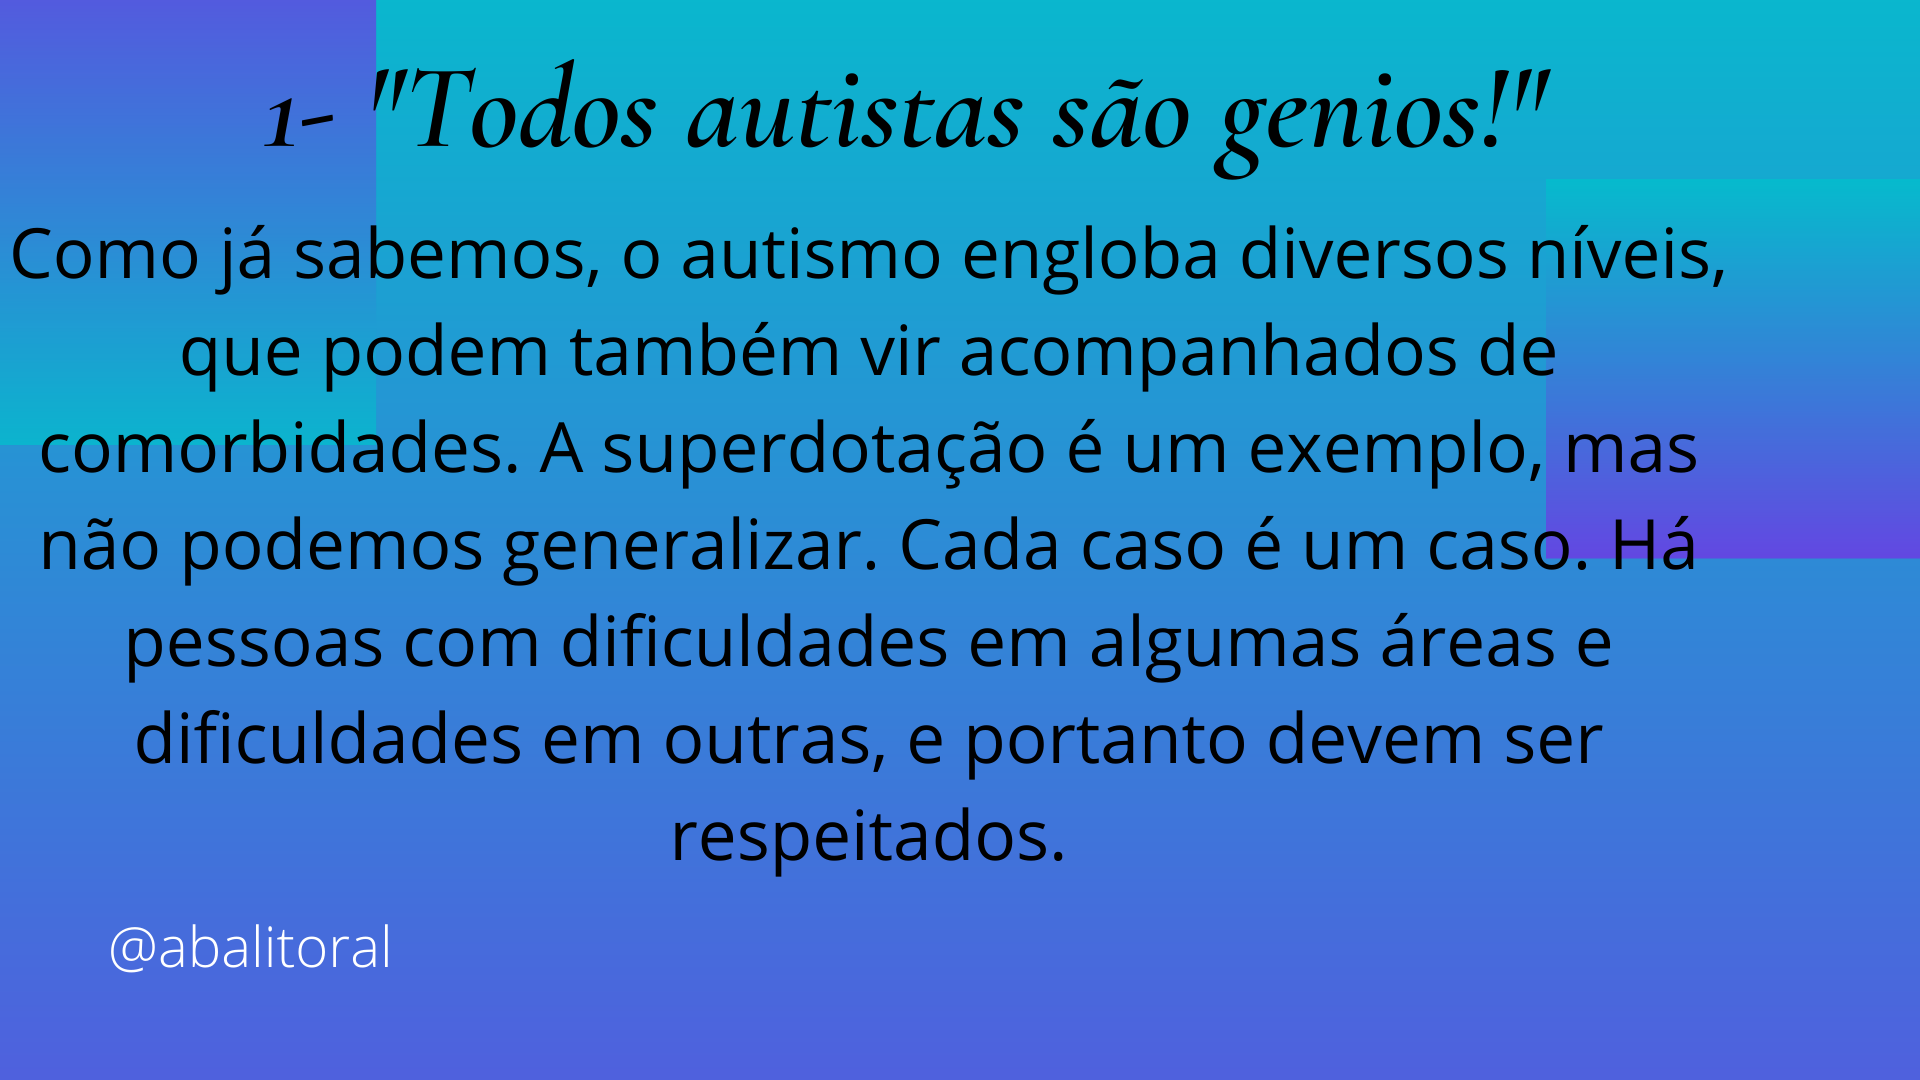 1- "Todos autistas são genios!"
Como já sabemos, o autismo engloba diversos níveis,
que podem também vir acompanhados de
comorbidades. A superdotação é um exemplo, mas
não podemos generalizar. Cada caso é um caso. Há
pessoas com dificuldades em algumas áreas e
dificuldades em outras, e portanto devem ser
respeitados.
@abalitoral